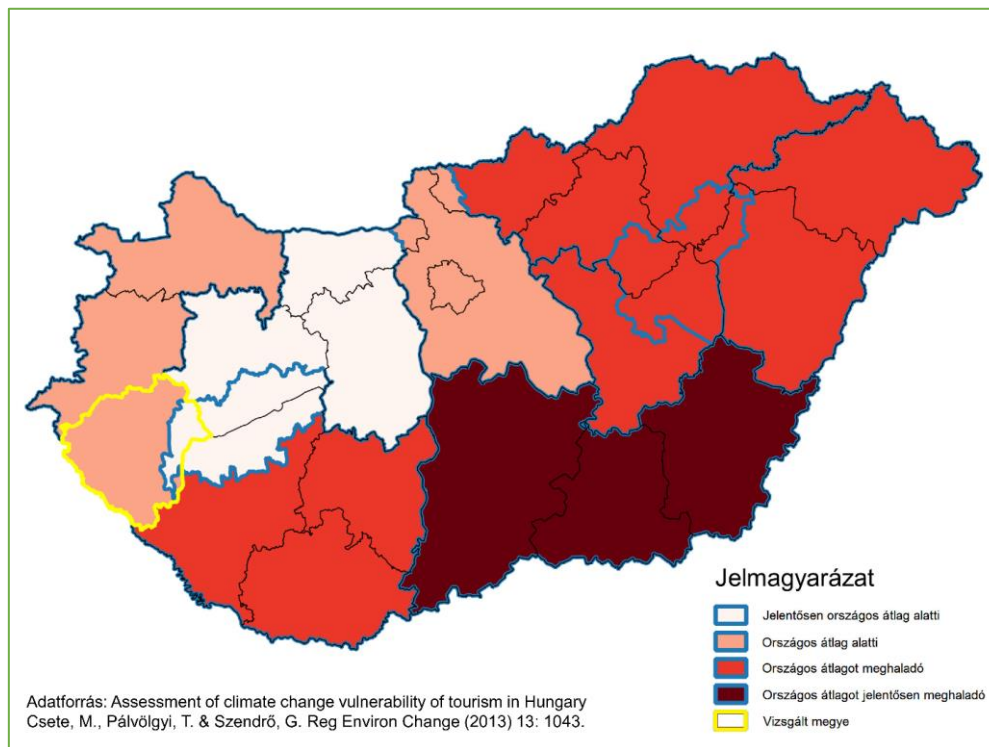 Jelmagyarázat
Jelentősen országos átlag alatti
Országos átlag alatti
Országos átlagot meghaladó
Országos átlagot jelentősen meghaladó
Vizsgált megye
Adatforrás: Assessment of climate change vulnerability of tourism in Hungary
Csete, M., Pálvölgyi, T. & Szendrő, G. Reg Environ Change (2013) 13: 1043.